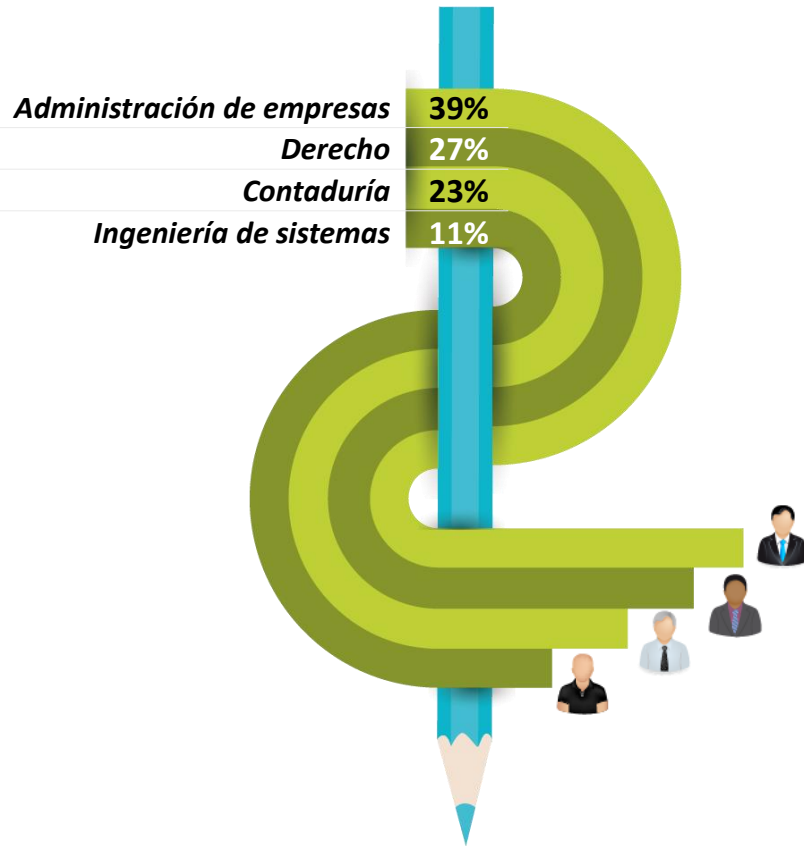 Administración de empresas 39%
Derecho 27%
Contaduría 23%
Ingeniería de sistemas 11%